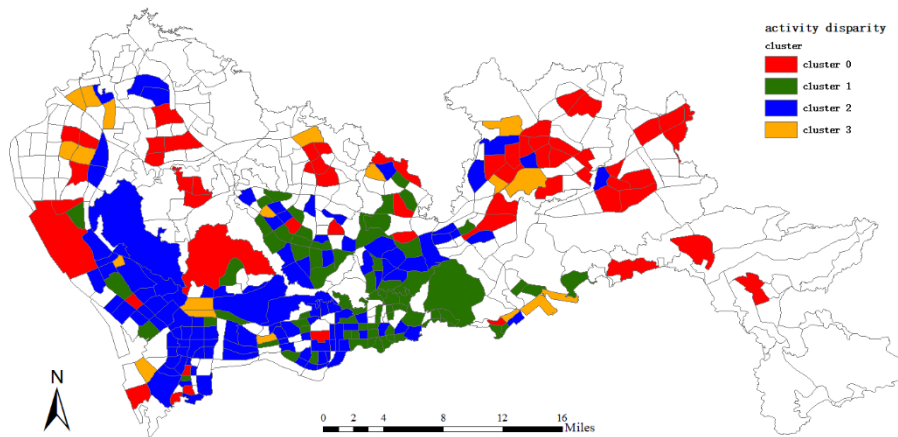 activity disparity
cluster
cluster 0
cluster 1
cluster 2
cluster 3
N
0 2 4 8 12 16
Miles